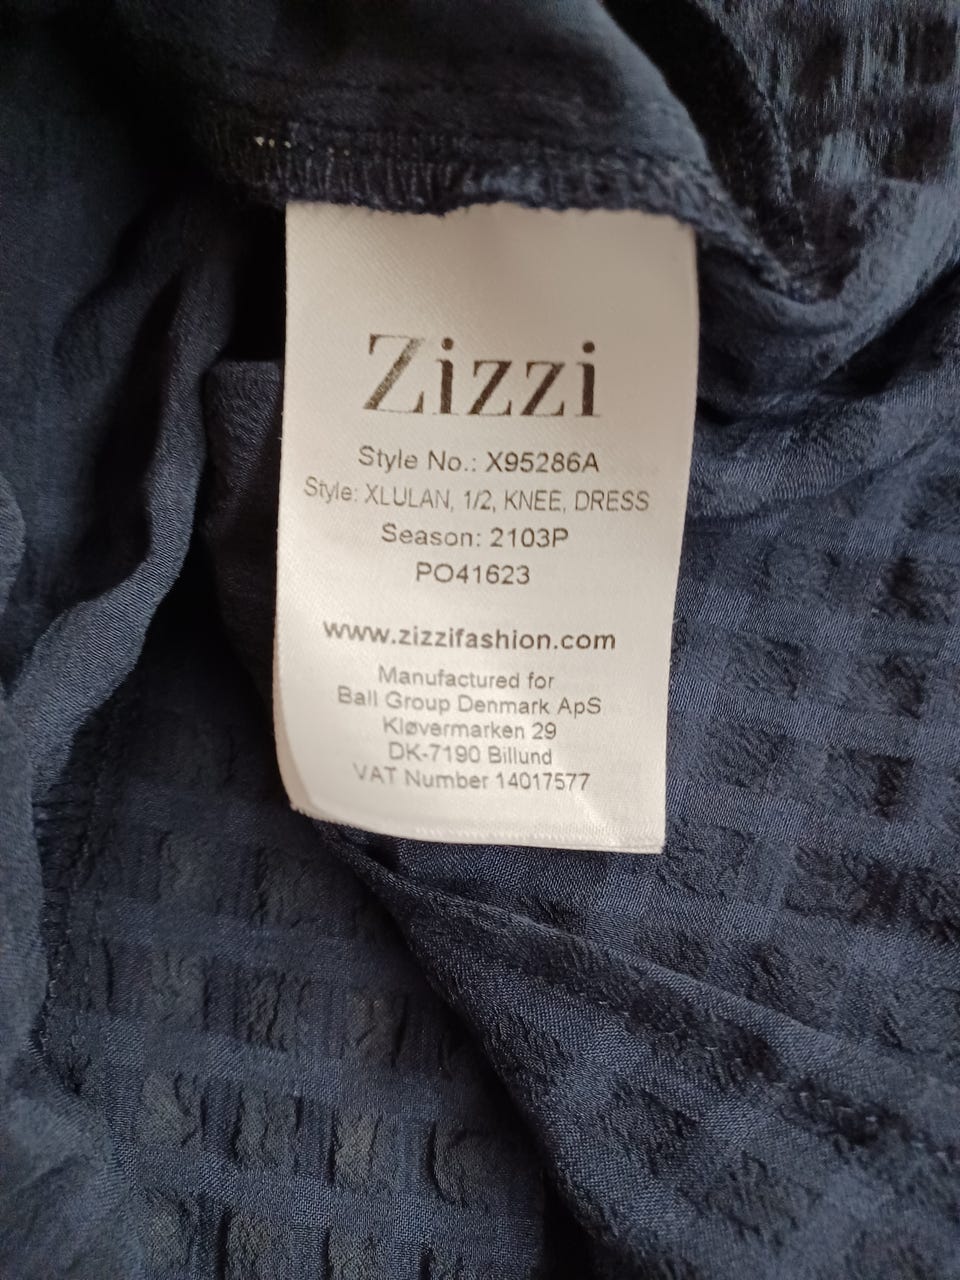 Zizzi
Style No.: X95286A
Style: XLULAN, 1/2, KNEE, DRESS
Season: 2103P
PO41623
www.zizzifashion.com
Manufactured for
Ball Group Denmark ApS
Kløvermarken 29
DK-7190 Billund
VAT Number 14017577